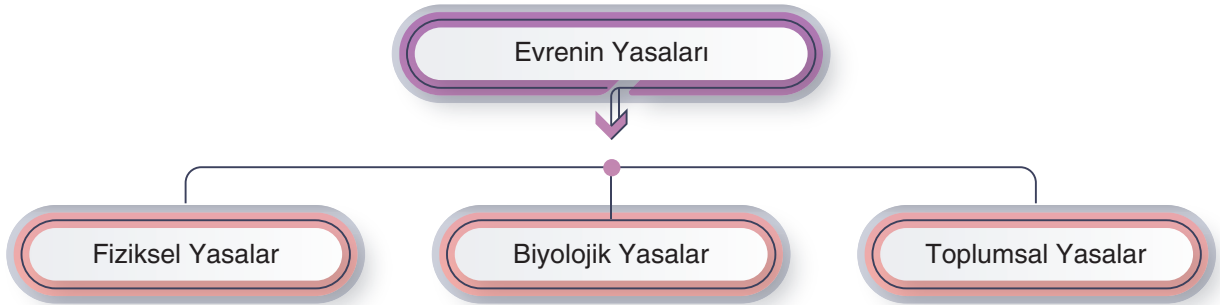 Evrenin Yasaları
Fiziksel Yasalar
Biyolojik Yasalar
Toplumsal Yasalar